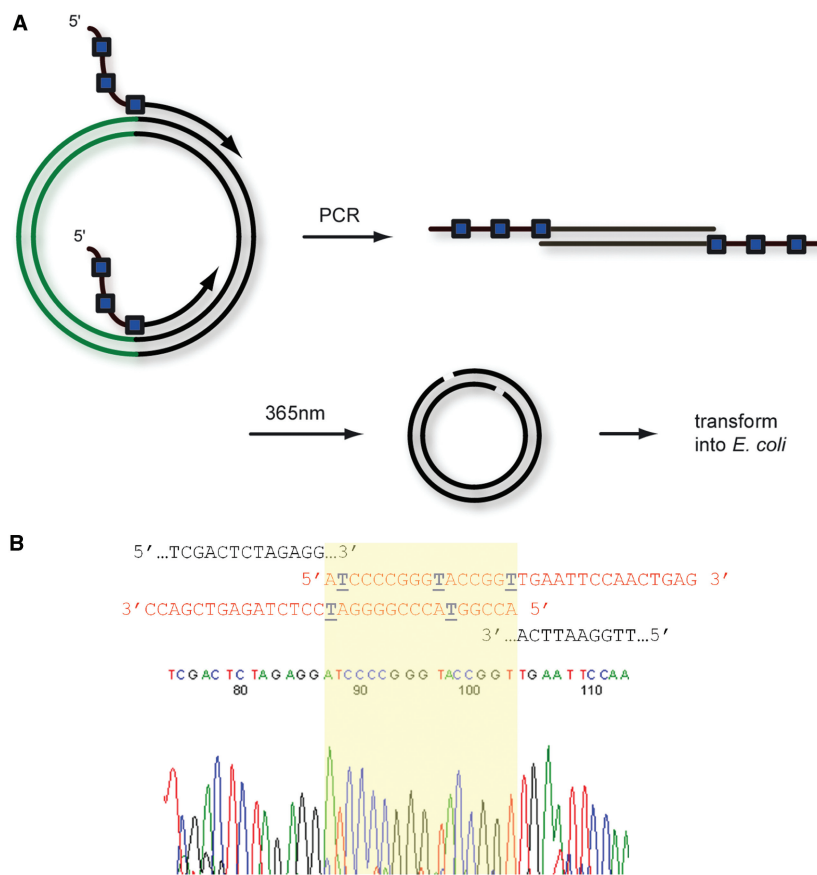 A
5'
5'
PCR
365nm
transform
into E. coli
B
5′…TCGACTCTAGAGG…3′
5′ATCCCCGGGTACCGGTTGAATTCCAACTGAG 3′
3′CCAGCTGAGATCTCCTAGGGGCCCATGGCCA 5′
3′…ACTTAAGGTT…5′
TCGACTCTAGAGGATCCCCGGGTACCGGTTGAATTCCAA
80 90 100 110